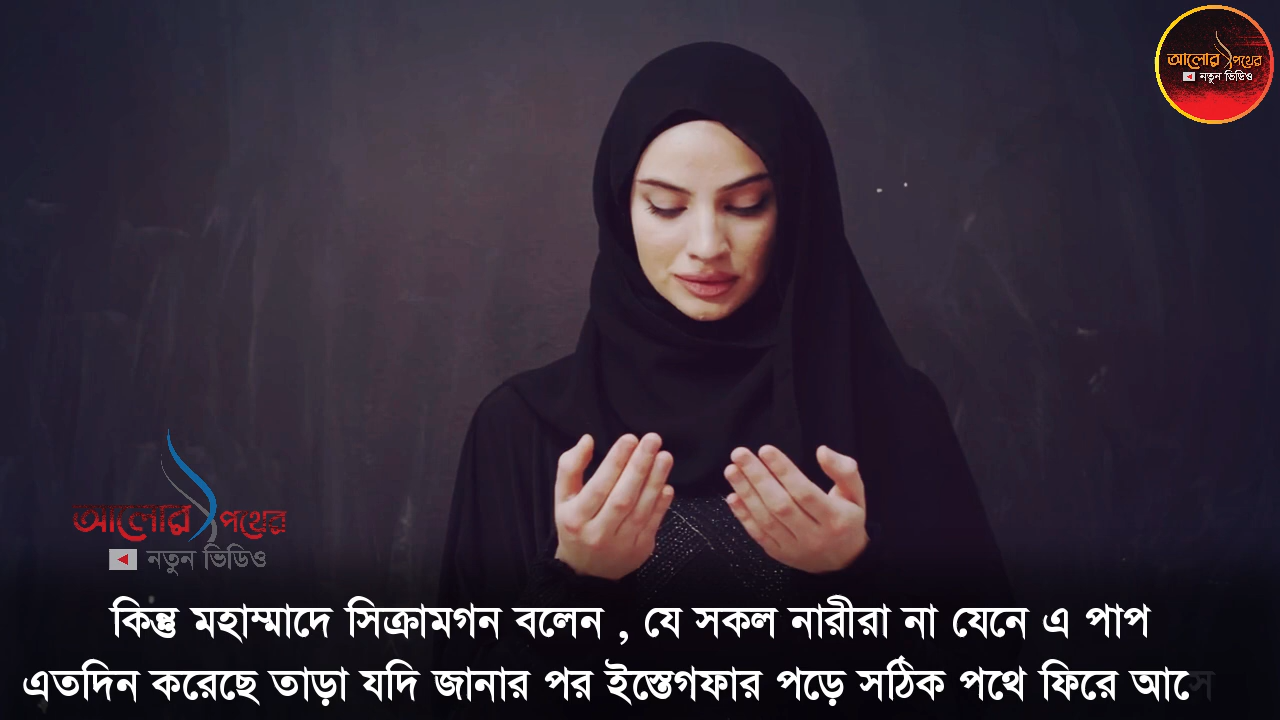 আলোর পথের
নতুন ভিডিও
আলোর পথের
নতুন ভিডিও
কিন্তু মহাম্মাদে সিক্রামগন বলেন , যে সকল নারীরা না যেনে এ পাপ
এতদিন করেছে তাড়া যদি জানার পর ইস্তেগফার পড়ে সঠিক পথে ফিরে আসে